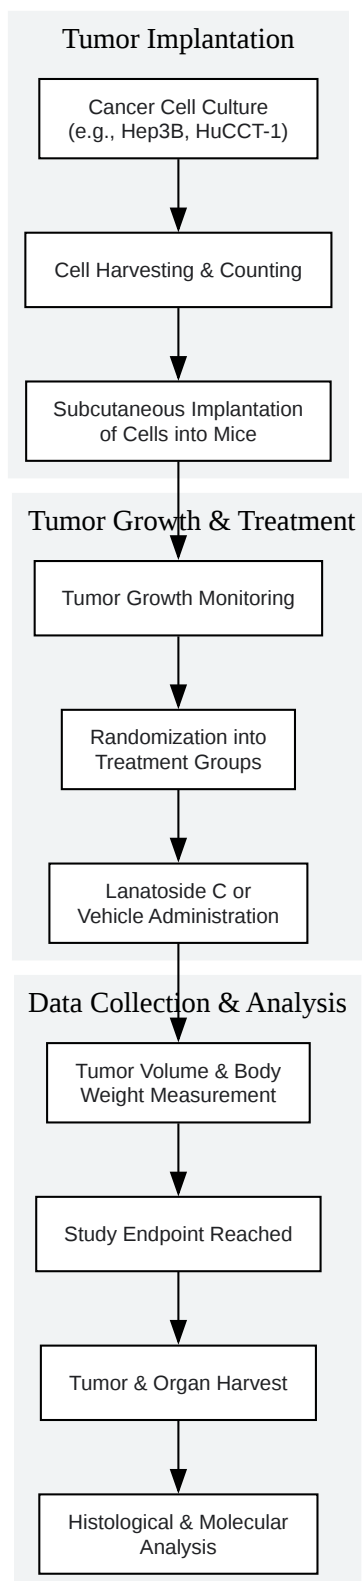 Tumor Implantation
Cancer Cell Culture
(e.g., Hep3B, HuCCT-1)
Cell Harvesting & Counting
Subcutaneous Implantation
of Cells into Mice
Tumor Growth & Treatment
Tumor Growth Monitoring
Randomization into
Treatment Groups
Lanatoside C or
Vehicle Administration
Data Collection & Analysis
Tumor Volume & Body
Weight Measurement
Study Endpoint Reached
Tumor & Organ Harvest
Histological & Molecular
Analysis